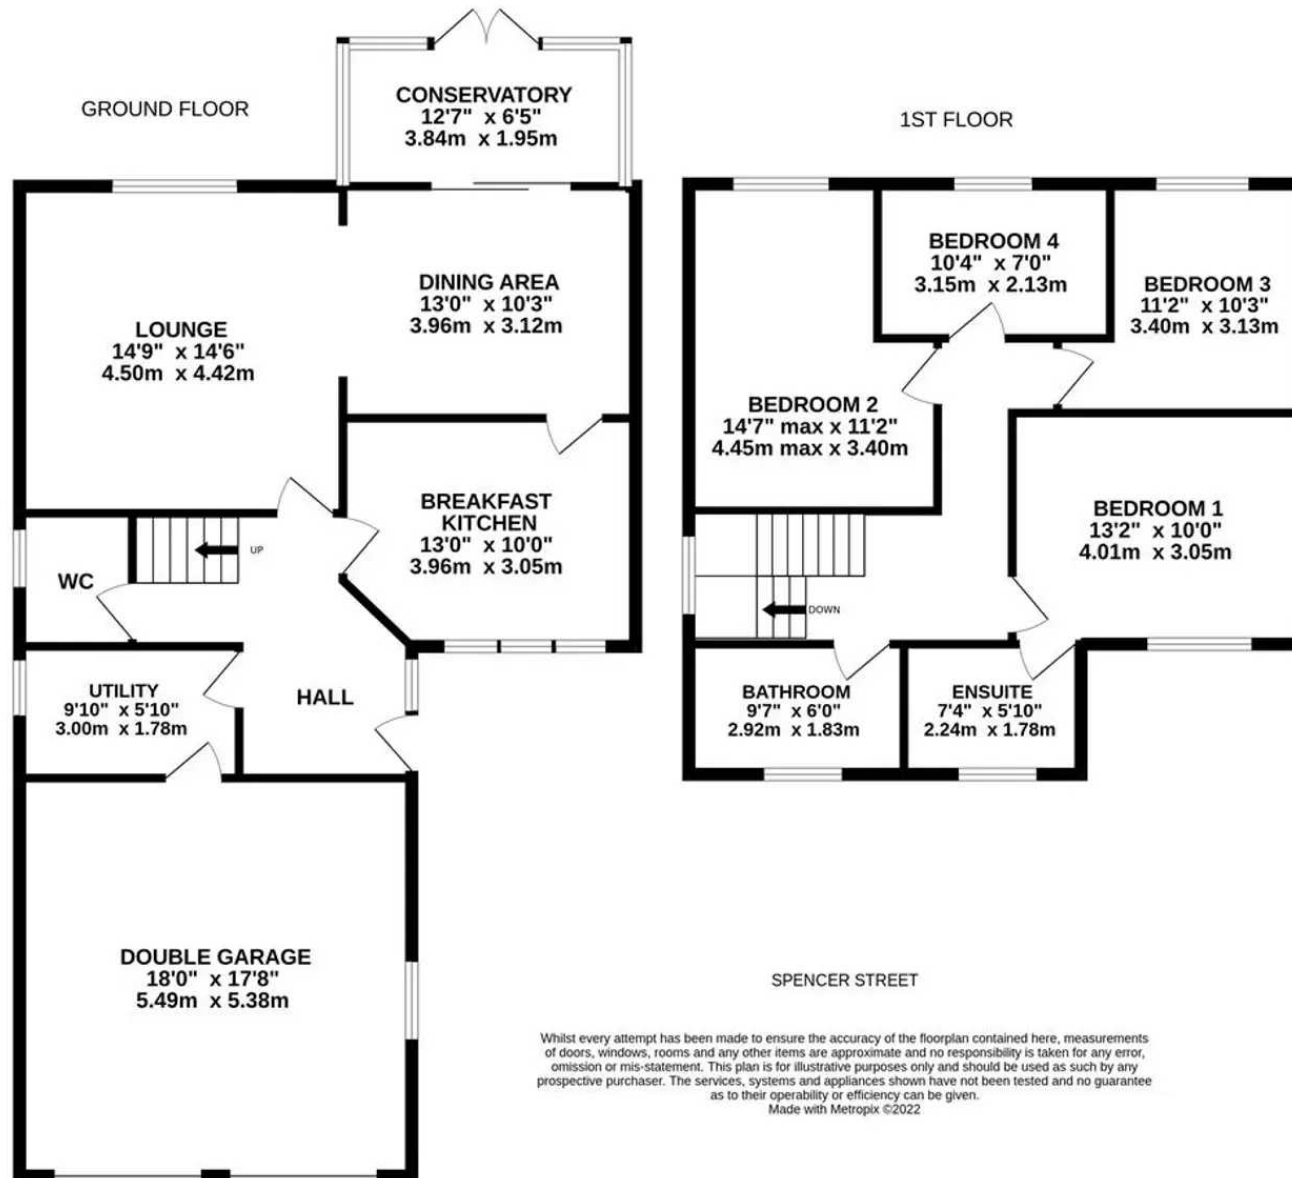 GROUND FLOOR
CONSERVATORY
12'7" x 6'5"
3.84m x 1.95m
LOUNGE
14'9" x 14'6"
4.50m x 4.42m
DINING AREA
13'0" x 10'3"
3.96m x 3.12m
BREAKFAST
KITCHEN
13'0" x 10'0"
3.96m x 3.05m
UP
WC
UTILITY
9'10" x 5'10"
3.00m x 1.78m
HALL
DOUBLE GARAGE
18'0" x 17'8"
5.49m x 5.38m
1ST FLOOR
BEDROOM 4
10'4" x 7'0"
3.15m x 2.13m
BEDROOM 3
11'2" x 10'3"
3.40m x 3.13m
BEDROOM 2
14'7" max x 11'2"
4.45m max x 3.40m
BEDROOM 1
13'2" x 10'0"
4.01m x 3.05m
DOWN
BATHROOM
9'7" x 6'0"
2.92m x 1.83m
ENSUITE
7'4" x 5'10"
2.24m x 1.78m
SPENCER STREET
Whilst every attempt has been made to ensure the accuracy of the floorplan contained here, measurements
of doors, windows, rooms and any other items are approximate and no responsibility is taken for any error,
omission or mis-statement. This plan is for illustrative purposes only and should be used as such by any
prospective purchaser. The services, systems and appliances shown have not been tested and no guarantee
as to their operability or efficiency can be given.
Made with Metropix ©2022